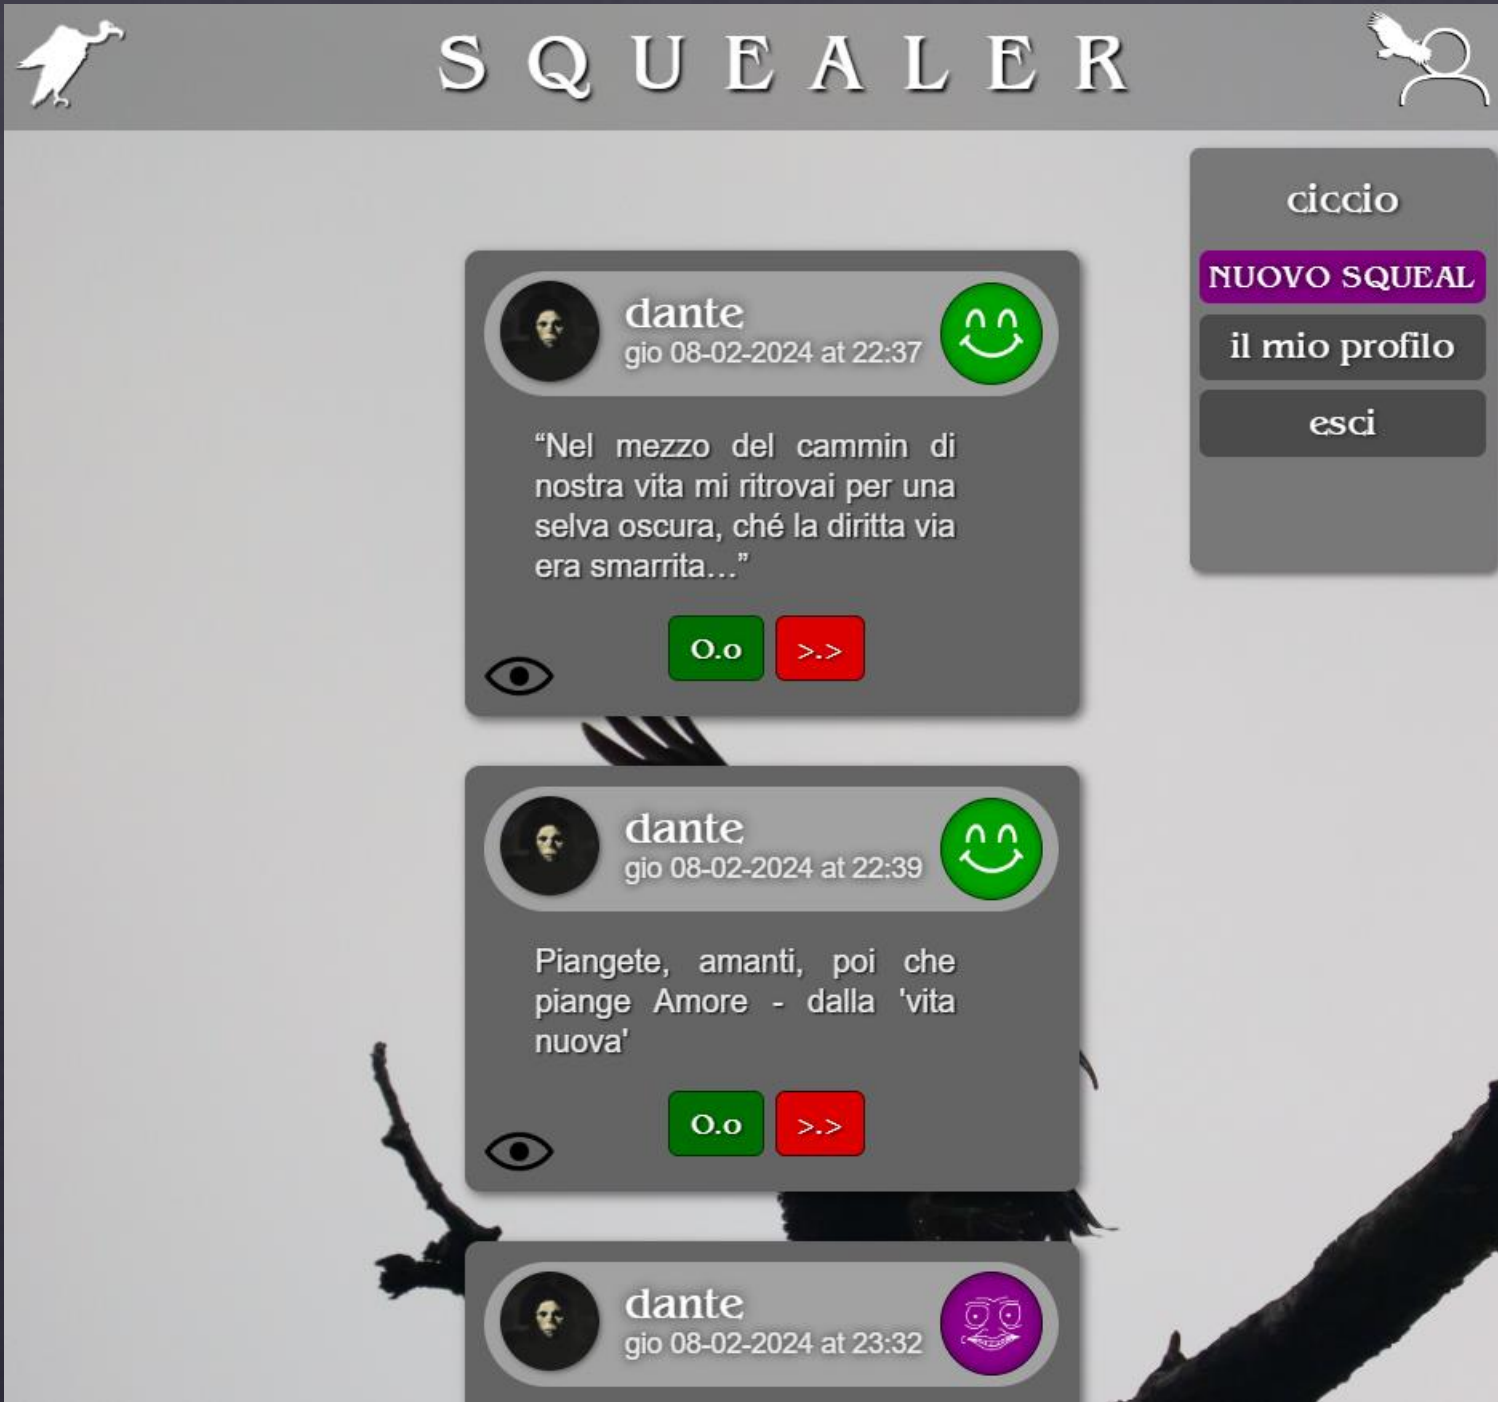 SQUEALER
ciccio
NUOVO SQUEAL
il mio profilo
esci
dante
gio 08-02-2024 at 22:37
“Nel mezzo del cammin di
nostra vita mi ritrovai per una
selva oscura, ché la diritta via
era smarrita…”
O.o >.>
dante
gio 08-02-2024 at 22:39
Piangete, amanti, poi che
piange Amore - dalla 'vita
nuova'
O.o >.>
dante
gio 08-02-2024 at 23:32